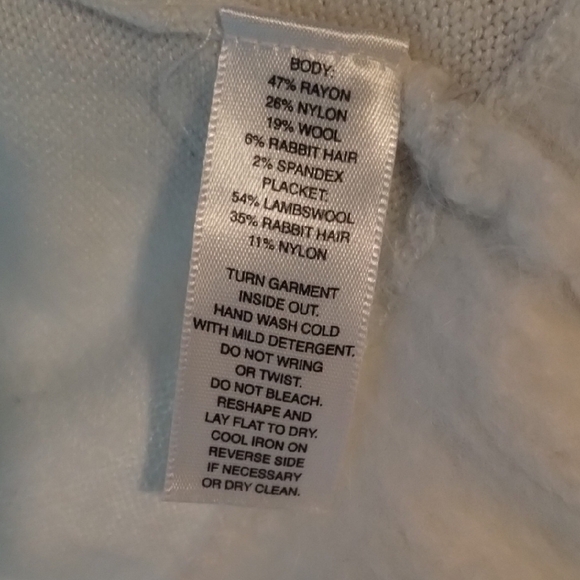 BODY:
47% RAYON
26% NYLON
19% WOOL
6% RABBIT HAIR
2% SPANDEX
PLACKET:
54% LAMBSWOOL
35% RABBIT HAIR
11% NYLON
TURN GARMENT
INSIDE OUT.
HAND WASH COLD
WITH MILD DETERGENT.
DO NOT WRING
OR TWIST.
DO NOT BLEACH.
RESHAPE AND
LAY FLAT TO DRY.
COOL IRON ON
REVERSE SIDE
IF NECESSARY
OR DRY CLEAN.